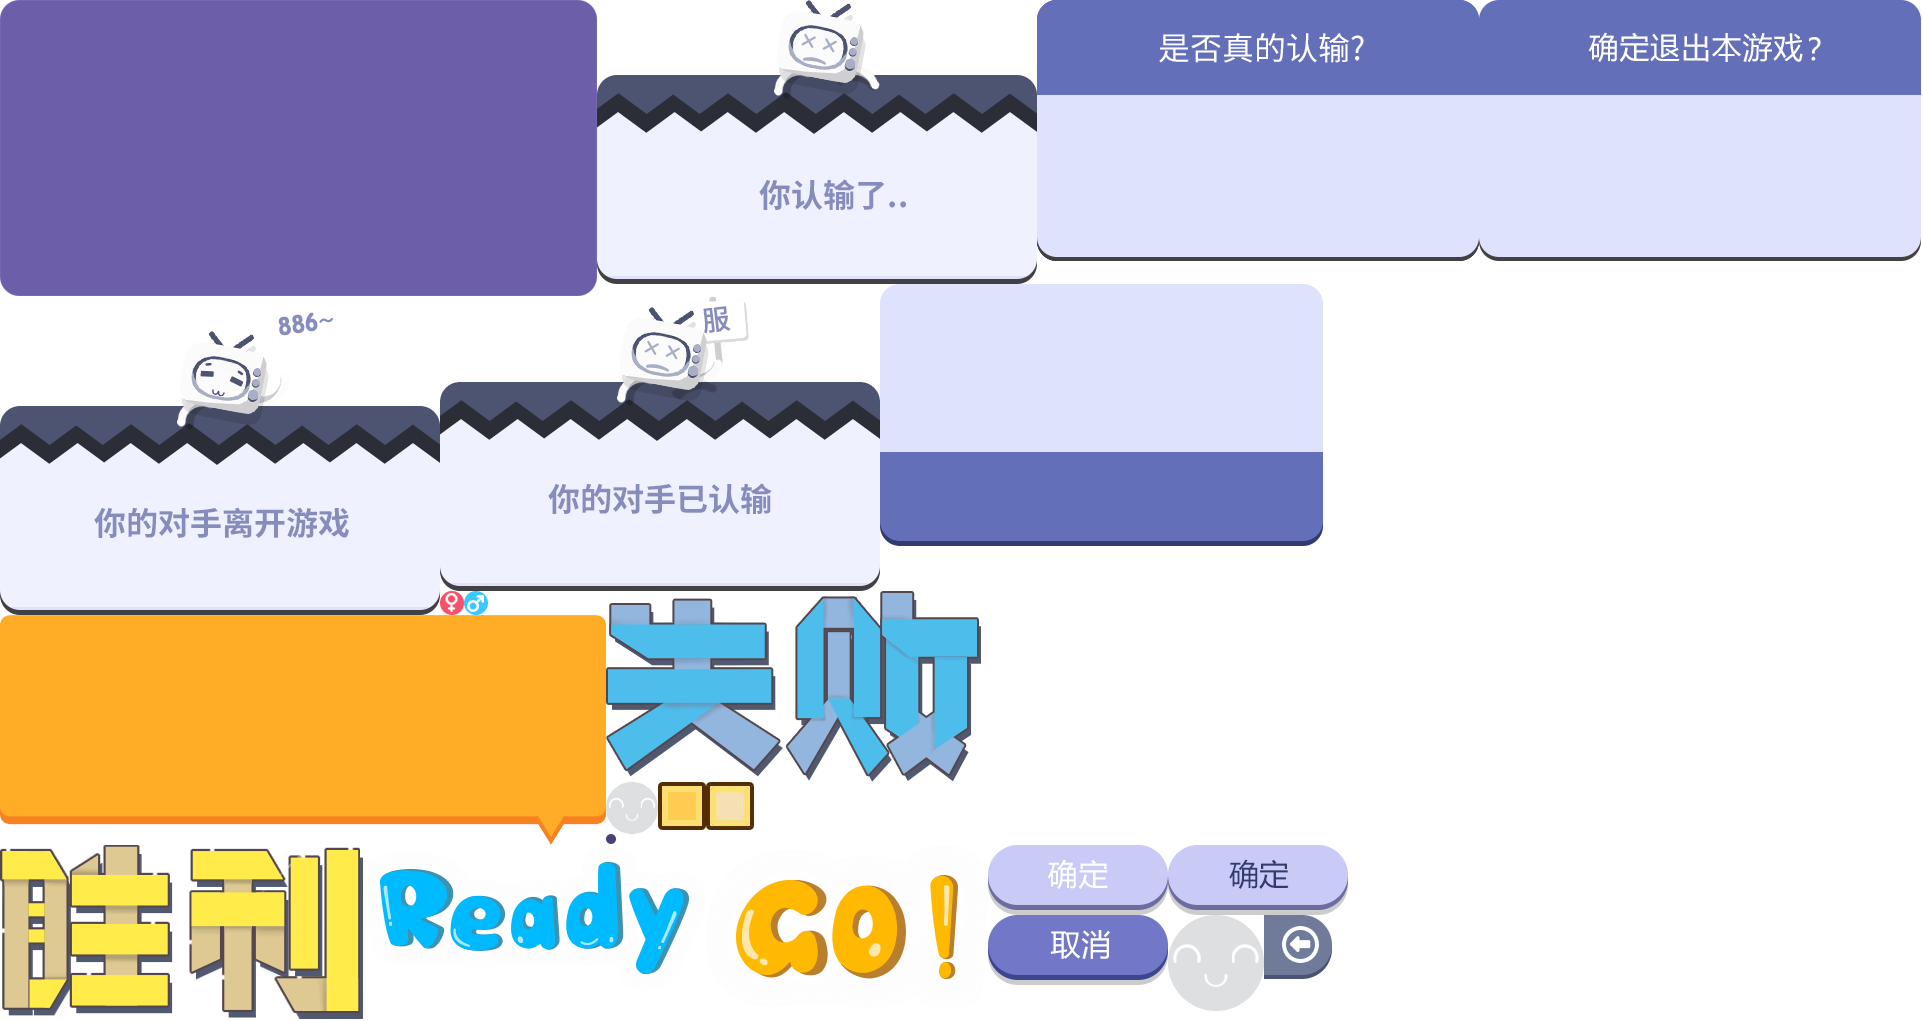 是否真的认输?
确定退出本游戏?
你认输了..
886~
服
你的对手离开游戏
你的对手已认输
失败
胜利
Ready
GO!
确定
确定
取消